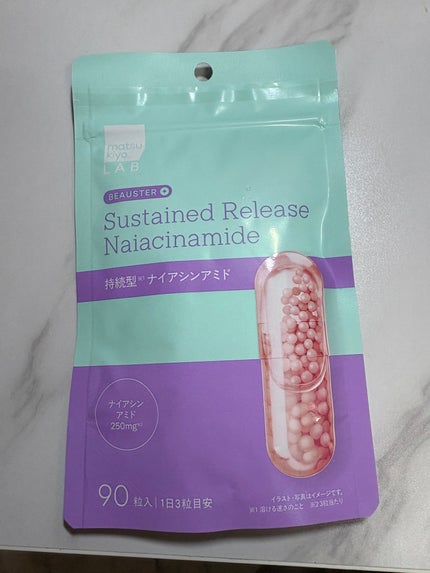 matsu
kiyo
LAB
BEAUSTER +
Sustained Release
Naiacinamide
持続型※1 ナイアシンアミド
ナイアシン
アミド
250mg※2
90粒入 | 1日3粒目安
イラスト・写真はイメージです。
※1 溶ける速さのこと ※2 3粒当たり